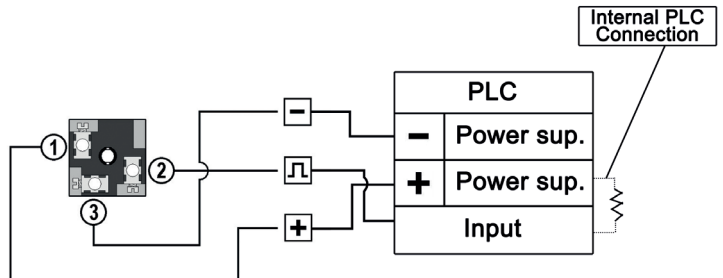 Internal PLC
Connection
PLC
− Power sup.
1
2
+ Power sup.
3
Input
−
+